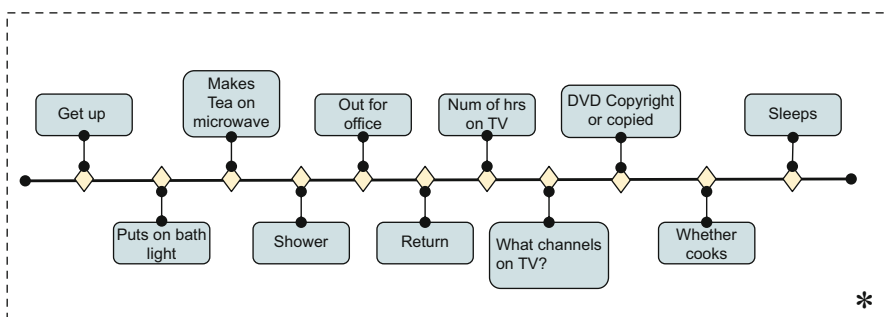 Get up
Puts on bath
light
Makes
Tea on
microwave
Shower
Out for
office
Return
Num of hrs
on TV
What channels
on TV?
DVD Copyright
or copied
Whether
cooks
Sleeps
*